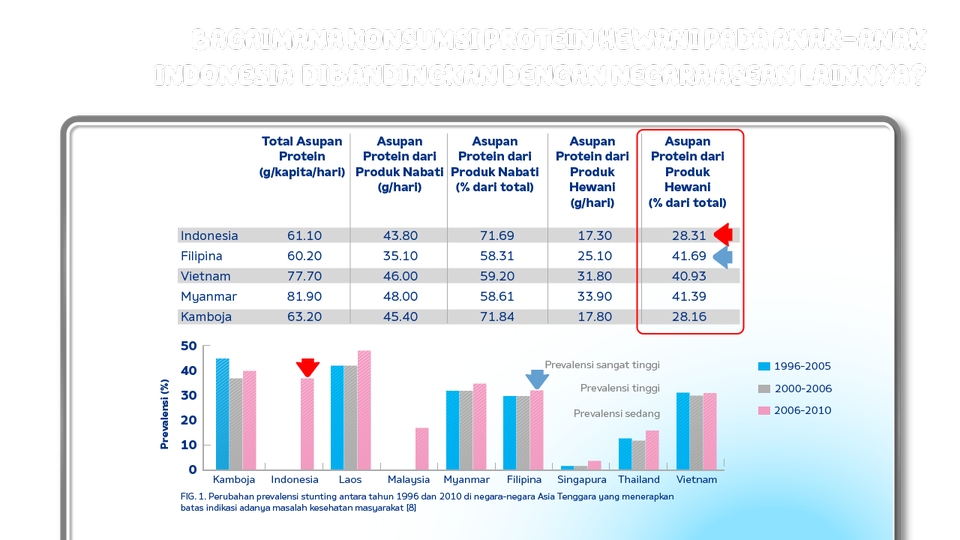 BAGAIMANA KONSUMSI PROTEIN HEWANI PADA ANAK-ANAK
INDONESIA DIBANDINGKAN DENGAN NEGARA ASEAN LAINNYA?
Total Asupan Protein (g/kapita/hari)
Asupan Protein dari Produk Nabati (g/hari)
Asupan Protein dari Produk Nabati (% dari total)
Asupan Protein dari Produk Hewani (g/hari)
Asupan Protein dari Produk Hewani (% dari total)
Indonesia 61.10 43.80 71.69 17.30 28.31
Filipina 60.20 35.10 58.31 25.10 41.69
Vietnam 77.70 46.00 59.20 31.80 40.93
Myanmar 81.90 48.00 58.61 33.90 41.39
Kamboja 63.20 45.40 71.84 17.80 28.16
Prevalensi (%)
50
40
30
20
10
0
Prevalensi sangat tinggi
Prevalensi tinggi
Prevalensi sedang
1996-2005
2000-2006
2006-2010
Kamboja Indonesia Laos Malaysia Myanmar Filipina Singapura Thailand Vietnam
FIG. 1. Perubahan prevalensi stunting antara tahun 1996 dan 2010 di negara-negara Asia Tenggara yang menerapkan
batas indikasi adanya masalah kesehatan masyarakat [8]